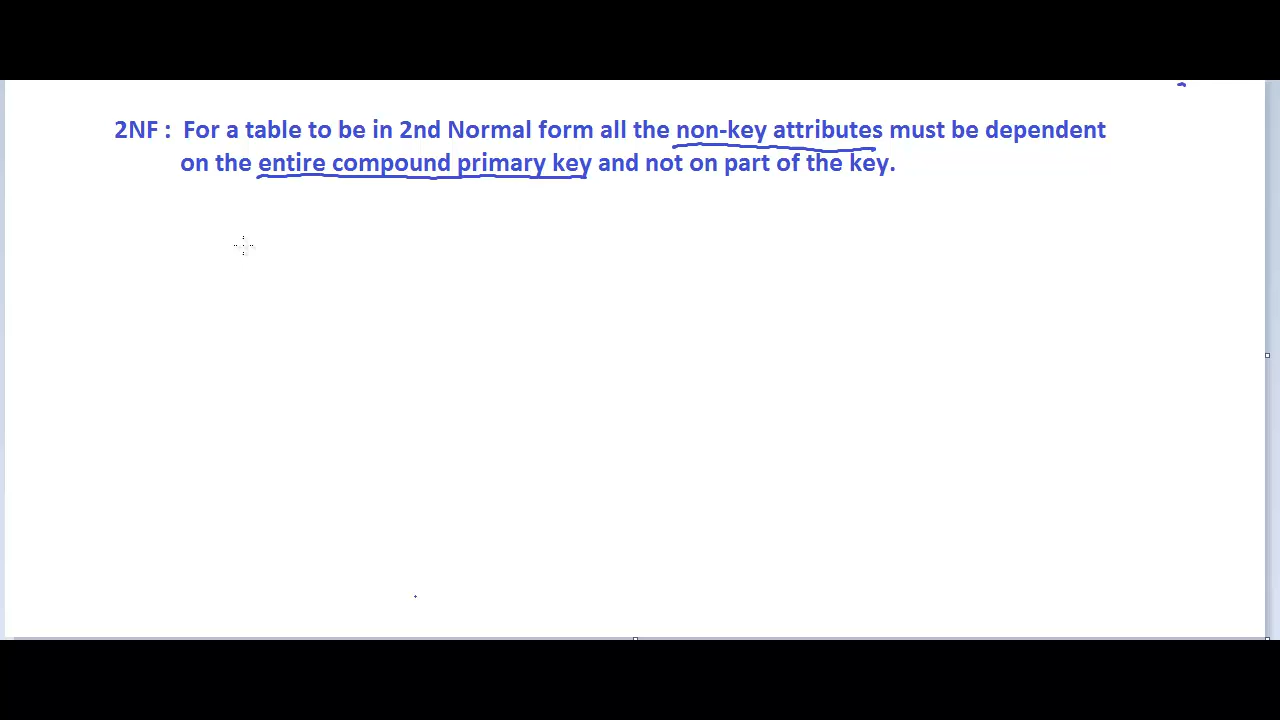 2NF : For a table to be in 2nd Normal form all the non-key attributes must be dependent
on the entire compound primary key and not on part of the key.